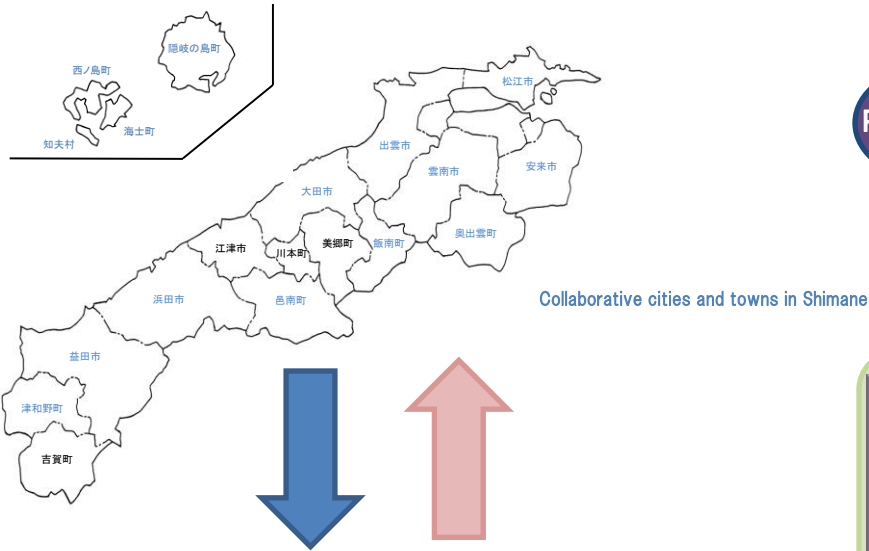 隠岐の島町
西ノ島町
海士町
知夫村
松江市
出雲市
安来市
雲南市
大田市
奥出雲町
飯南町
美郷町
川本町
江津市
邑南町
浜田市
Collaborative cities and towns in Shimane
益田市
津和野町
吉賀町